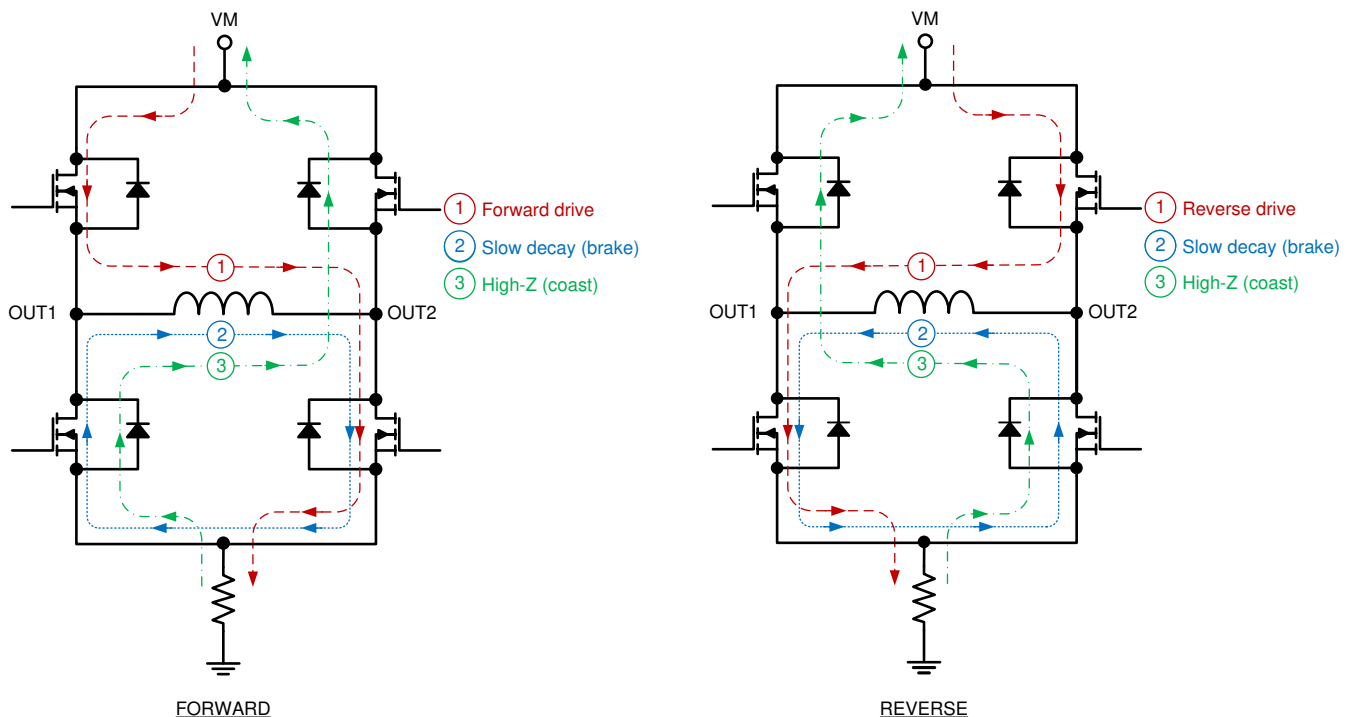 VM
1 Forward drive
2 Slow decay (brake)
3 High-Z (coast)
1
OUT1
OUT2
2
3
FORWARD
VM
1 Reverse drive
2 Slow decay (brake)
3 High-Z (coast)
1
OUT1
OUT2
2
3
REVERSE